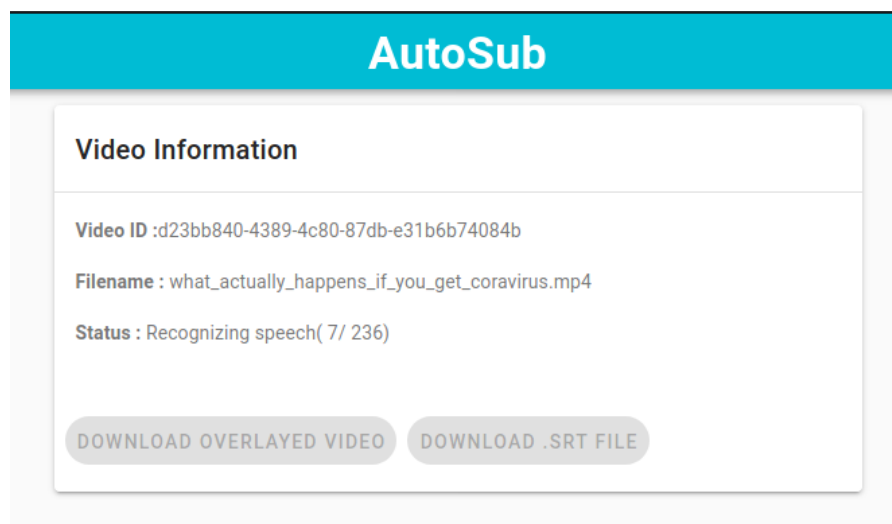 AutoSub
Video Information
Video ID :d23bb840-4389-4c80-87db-e31b6b74084b
Filename : what_actually_happens_if_you_get_coravirus.mp4
Status : Recognizing speech( 7/ 236)
DOWNLOAD OVERLAYED VIDEO DOWNLOAD .SRT FILE